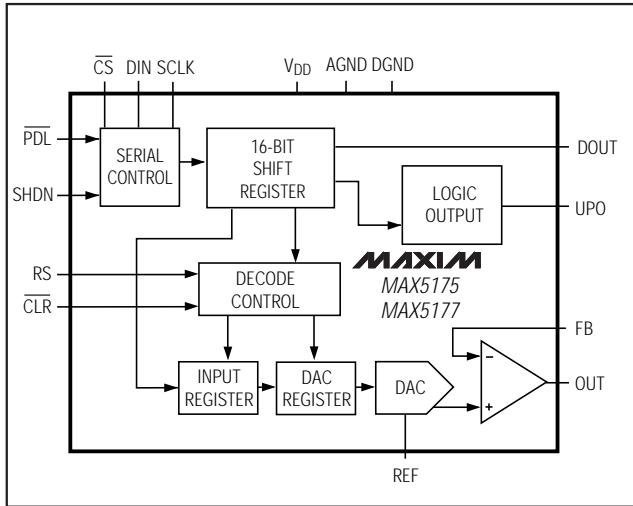 CS DIN SCLK VDD AGND DGND
PDL
SERIAL
CONTROL
16-BIT
SHIFT
REGISTER
DOUT
SHDN
LOGIC
OUTPUT
UPO
RS
CLR
DECODE
CONTROL
MAXIM
MAX5175
MAX5177
FB
INPUT
REGISTER
DAC
REGISTER
DAC
−
+
OUT
REF